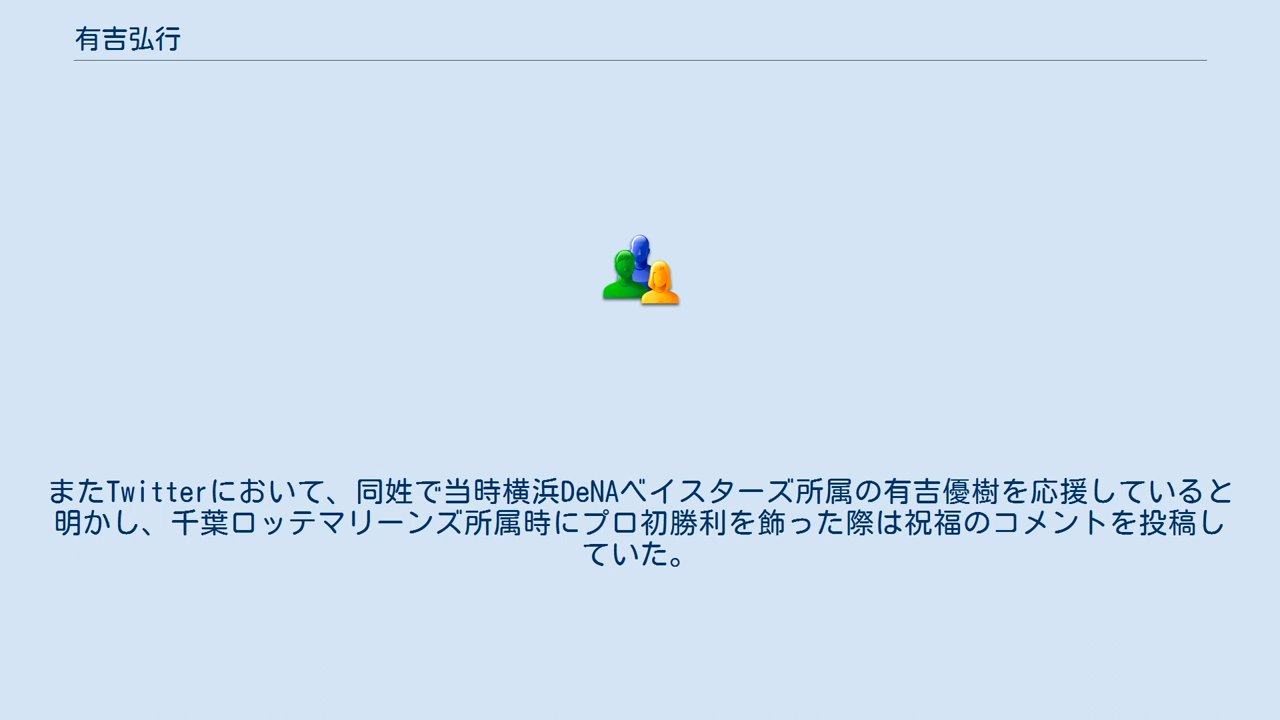 有吉弘行
またTwitterにおいて、同姓で当時横浜DeNAベイスターズ所属の有吉優樹を応援していると
明かし、千葉ロッテマリーンズ所属時にプロ初勝利を飾った際は祝福のコメントを投稿し
ていた。